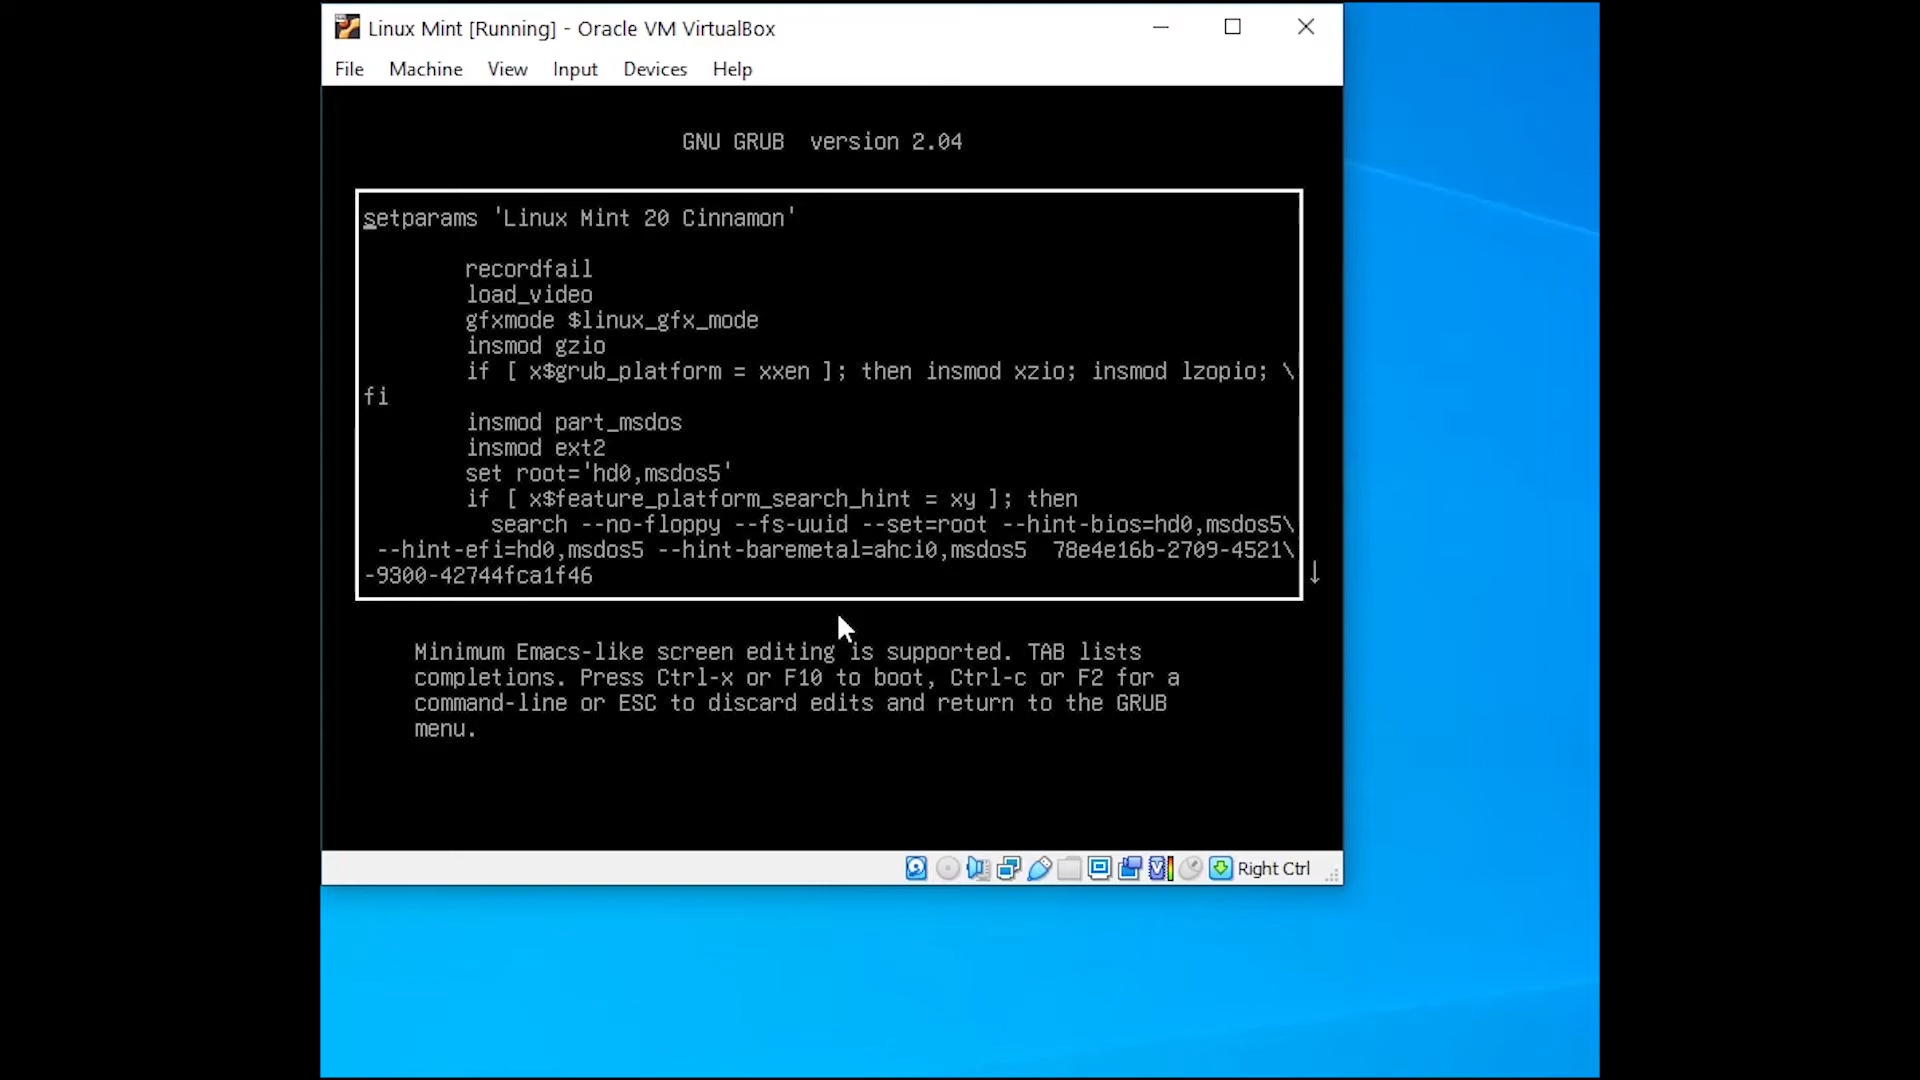 Linux Mint [Running] - Oracle VM VirtualBox
File Machine View Input Devices Help
GNU GRUB version 2.04
setparams 'Linux Mint 20 Cinnamon'
recordfail
load_video
gfxmode $linux_gfx_mode
insmod gzio
if [ x$grub_platform = xxen ]; then insmod xzio; insmod lzopio; \
fi
insmod part_msdos
insmod ext2
set root='hd0,msdos5'
if [ x$feature_platform_search_hint = xy ]; then
search --no-floppy --fs-uuid --set=root --hint-bios=hd0,msdos5\
--hint-efi=hd0,msdos5 --hint-baremetal=ahci0,msdos5 78e4e16b-2709-4521\
-9300-42744fca1f46
↓
Minimum Emacs-like screen editing is supported. TAB lists
completions. Press Ctrl-x or F10 to boot, Ctrl-c or F2 for a
command-line or ESC to discard edits and return to the GRUB
menu.
Right Ctrl